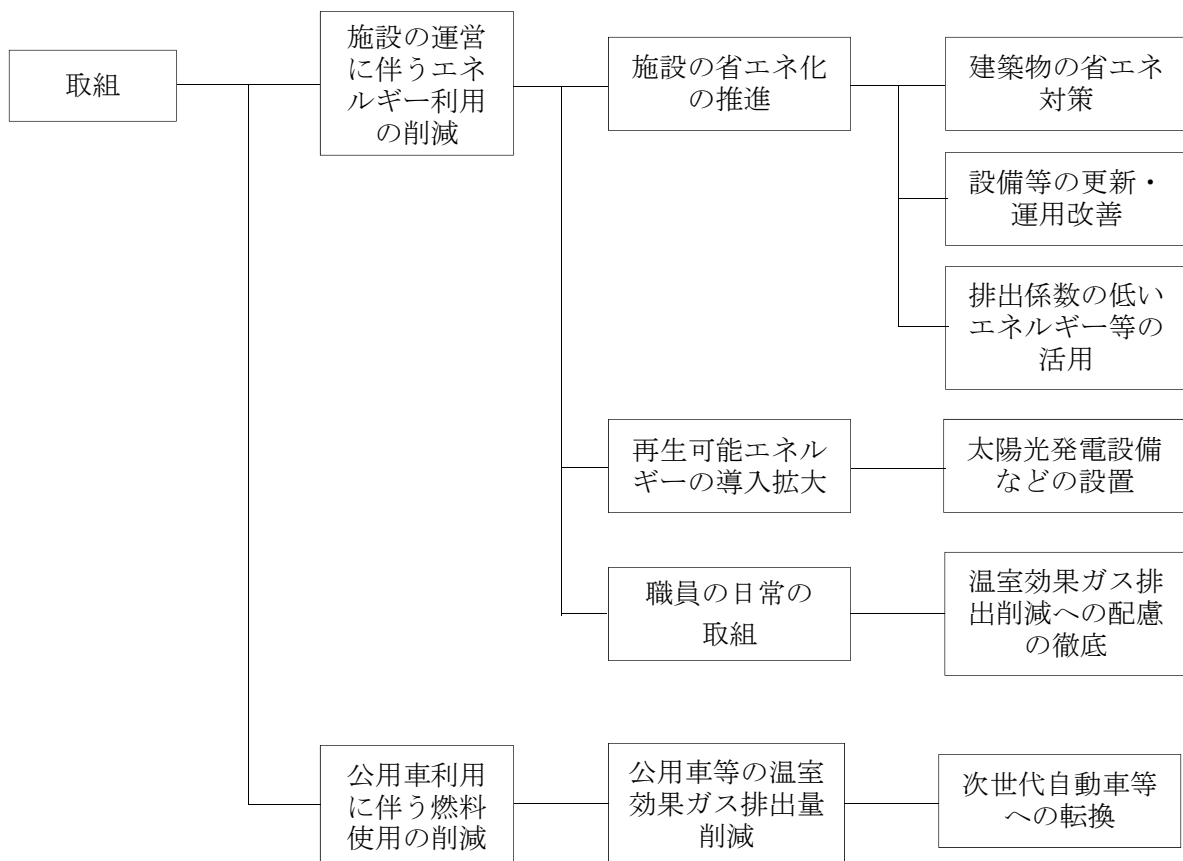 取組
施設の運営
に伴うエネ
ルギー利用
の削減
施設の省エネ化
の推進
建築物の省エネ
対策
設備等の更新・
運用改善
排出係数の低い
エネルギー等の
活用
再生可能エネル
ギーの導入拡大
太陽光発電設備
などの設置
職員の日常の
取組
温室効果ガス排
出削減への配慮
の徹底
公用車利用
に伴う燃料
使用の削減
公用車等の温室
効果ガス排出量
削減
次世代自動車等
への転換